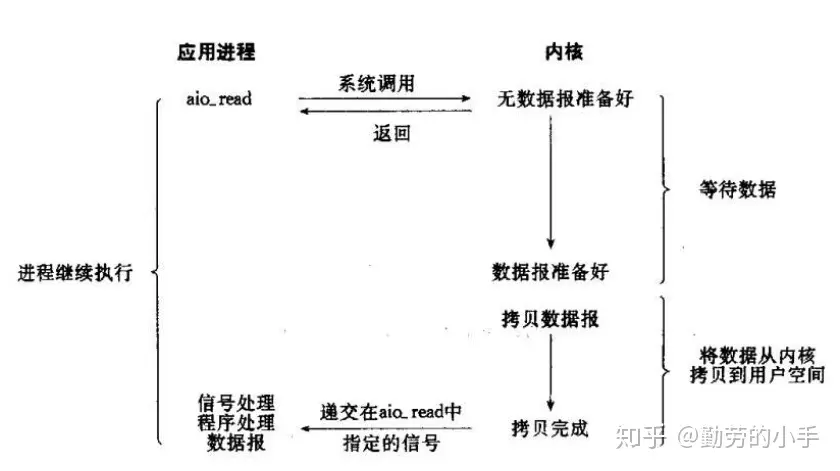 应用进程
内核
aio_read
系统调用
无数据报准备好
返回
等待数据
进程继续执行
数据报准备好
拷贝数据报
将数据从内核
拷贝到用户空间
信号处理
程序处理
数据报
递交在aio_read中
指定的信号
拷贝完成
知乎 @勤劳的小手